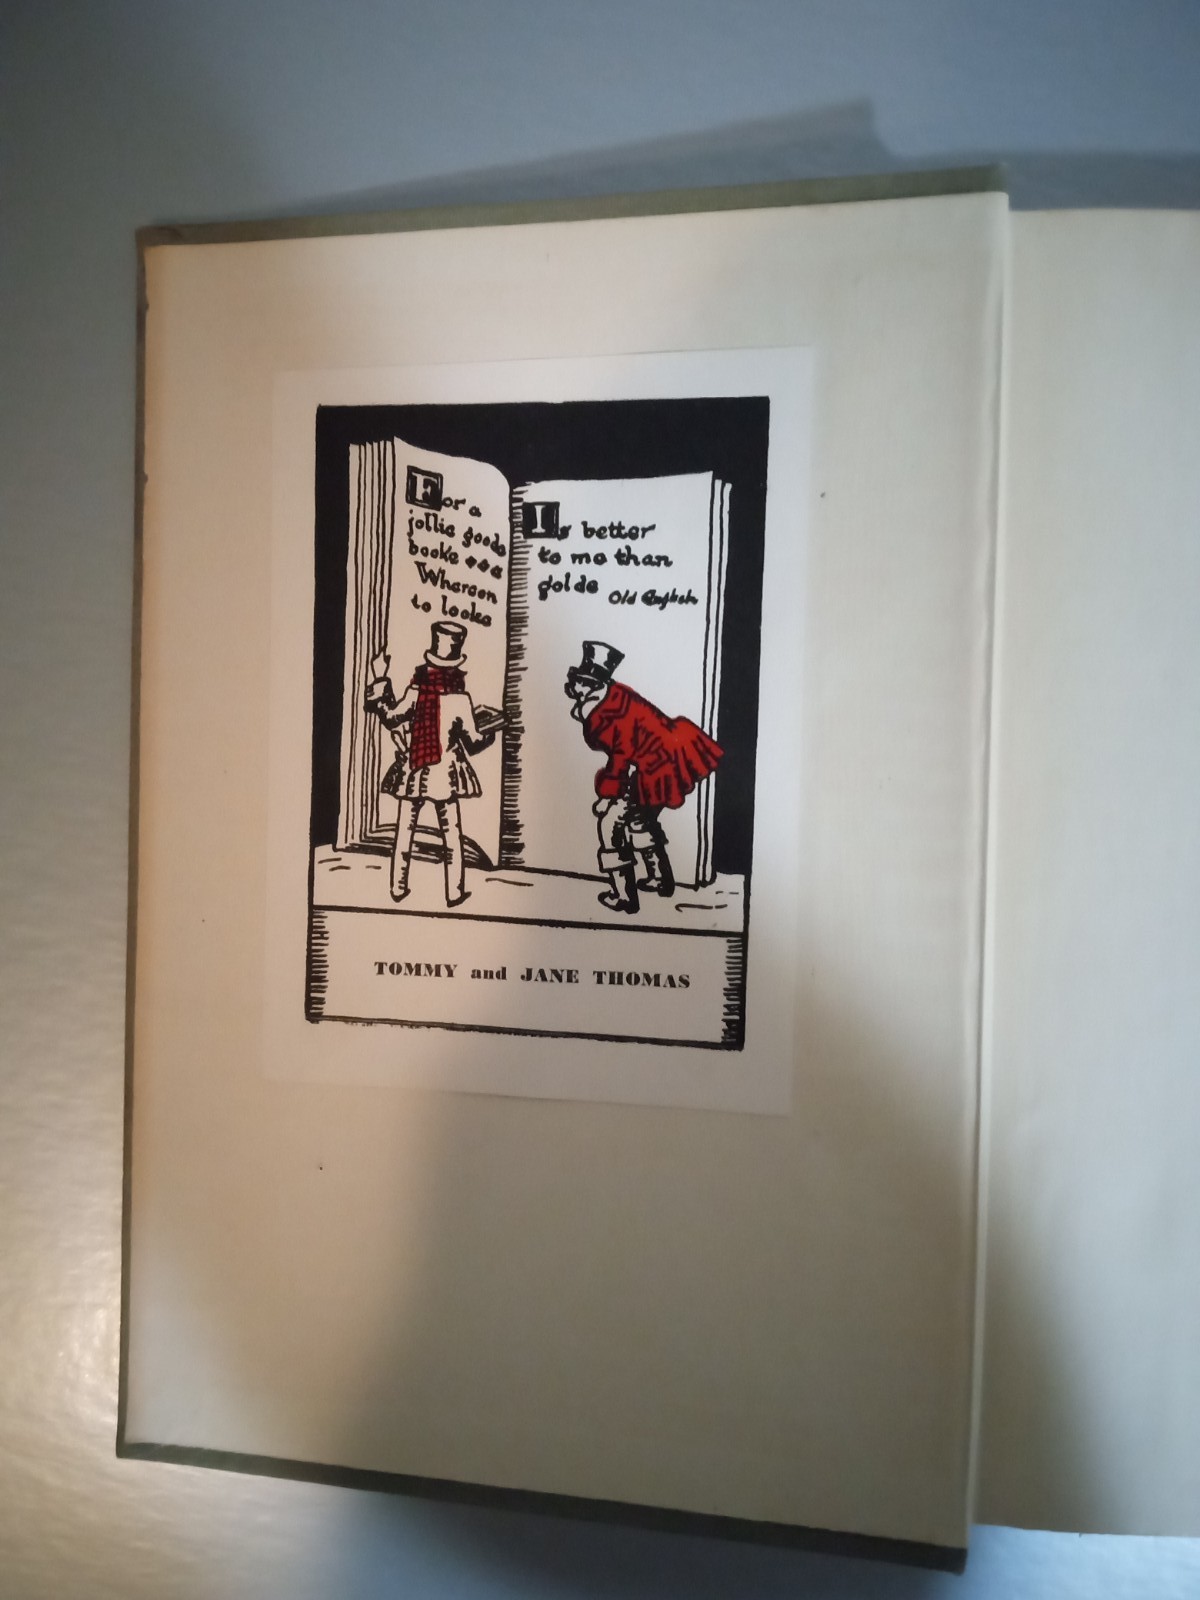 For a
jollie goode
booke
Whereon
to looke
Is better
to me than
golde
Old English
TOMMY and JANE THOMAS